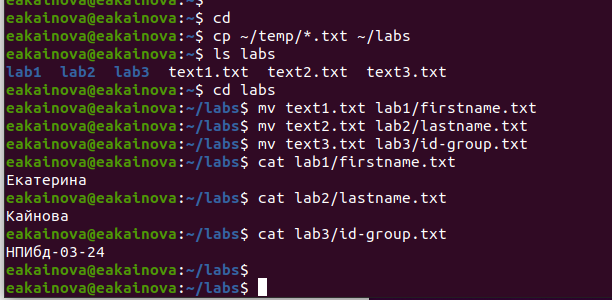 eakainova@eakainova:~$
eakainova@eakainova:~$ cd
eakainova@eakainova:~$ cp ~/temp/*.txt ~/labs
eakainova@eakainova:~$ ls labs
lab1  lab2  lab3  text1.txt  text2.txt  text3.txt
eakainova@eakainova:~$ cd labs
eakainova@eakainova:~/labs$ mv text1.txt lab1/firstname.txt
eakainova@eakainova:~/labs$ mv text2.txt lab2/lastname.txt
eakainova@eakainova:~/labs$ mv text3.txt lab3/id-group.txt
eakainova@eakainova:~/labs$ cat lab1/firstname.txt
Екатерина
eakainova@eakainova:~/labs$ cat lab2/lastname.txt
Кайнова
eakainova@eakainova:~/labs$ cat lab3/id-group.txt
НПИбд-03-24
eakainova@eakainova:~/labs$
eakainova@eakainova:~/labs$